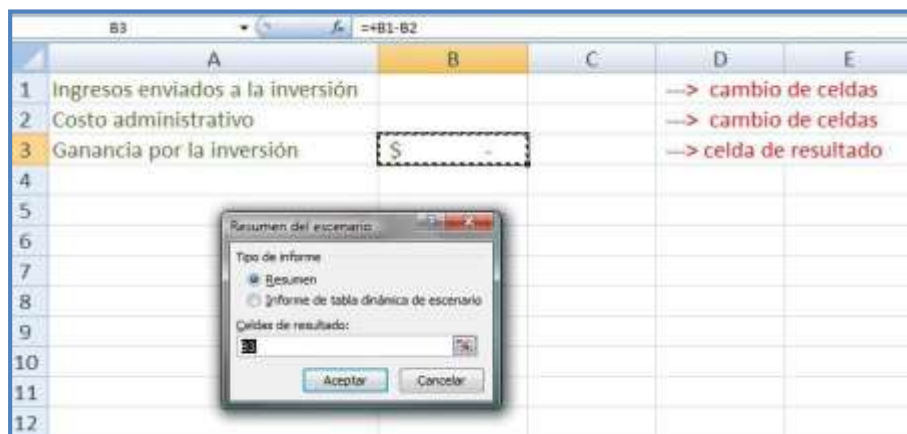 B3 fx =+B1-B2
A B C D E
1 Ingresos enviados a la inversión ---> cambio de celdas
2 Costo administrativo ---> cambio de celdas
3 Ganancia por la inversión $ - ---> celda de resultado
4
5
6
7
8
9
10
11
12
Resumen del escenario
Tipo de informe
Resumen
Informe de tabla dinámica de escenario
Celdas de resultado:
B3
Aceptar Cancelar